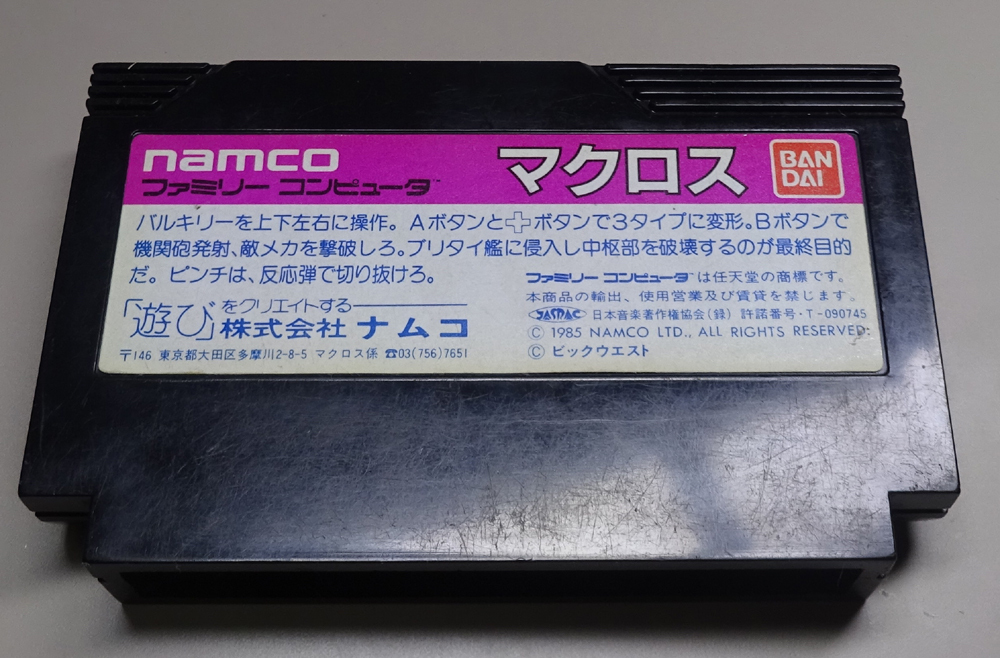 namco
ファミリー コンピュータ™
マクロス
BAN
DAI
バルキリーを上下左右に操作。Aボタンと✚ボタンで3タイプに変形。Bボタンで
機関砲発射、敵メカを撃破しろ。ブリタイ艦に侵入し中枢部を破壊するのが最終目的
だ。ピンチは、反応弾で切り抜けろ。
「遊び」をクリエイトする
株式会社 ナムコ
〒146 東京都大田区多摩川2-8-5 マクロス係 ☎03(756)7651
ファミリー コンピュータ™は任天堂の商標です。
本商品の輸出、使用営業及び賃貸を禁じます。
JASRAC 日本音楽著作権協会(録) 許諾番号・T-090745
Ⓒ 1985 NAMCO LTD., ALL RIGHTS RESERVED.
Ⓒ ビックウエスト